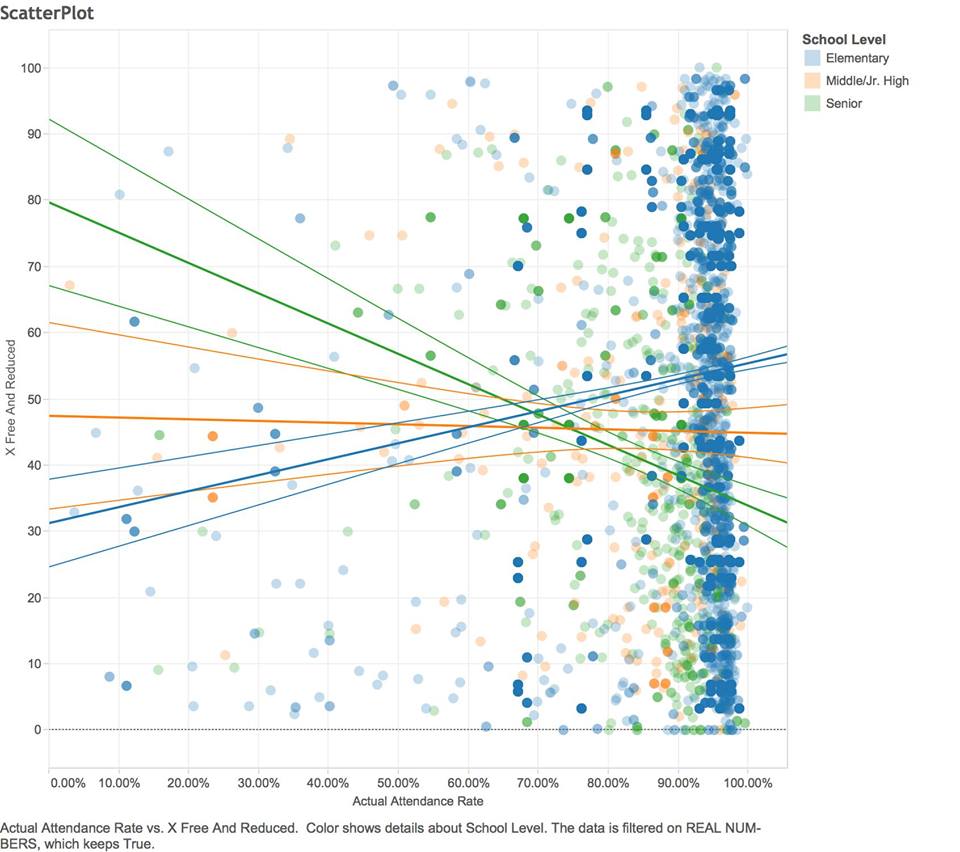 ScatterPlot
School Level
Elementary
Middle/Jr. High
Senior
100
90
80
70
60
50
40
30
20
10
0
X Free And Reduced
0.00% 10.00% 20.00% 30.00% 40.00% 50.00% 60.00% 70.00% 80.00% 90.00% 100.00%
Actual Attendance Rate
Actual Attendance Rate vs. X Free And Reduced.  Color shows details about School Level. The data is filtered on REAL NUM-
BERS, which keeps True.